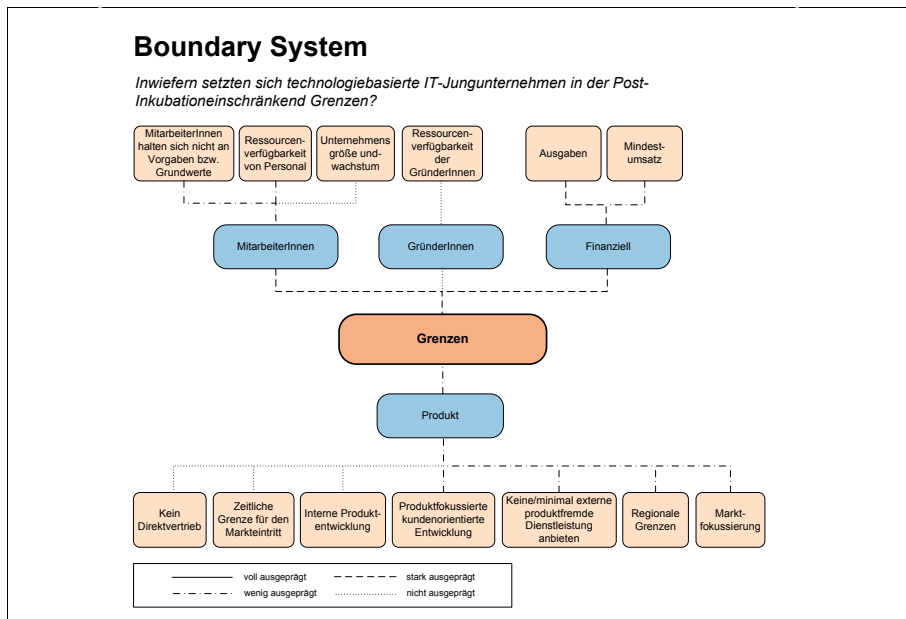 Boundary System
Inwiefern setzten sich technologiebasierte IT-Jungunternehmen in der Post-
Inkubationeinschränkend Grenzen?
MitarbeiterInnen
halten sich nicht an
Vorgaben bzw.
Grundwerte
Ressourcen-
verfügbarkeit
von Personal
Unternehmens
größe und-
wachstum
Ressourcen-
verfügbarkeit
der
GründerInnen
Ausgaben
Mindest-
umsatz
MitarbeiterInnen
GründerInnen
Finanziell
Grenzen
Produkt
Kein
Direktvertrieb
Zeitliche
Grenze für den
Markteintritt
Interne Produkt-
entwicklung
Produktfokussierte
kundenorientierte
Entwicklung
Keine/minimal externe
produktfremde
Dienstleistung
anbieten
Regionale
Grenzen
Markt-
fokussierung
voll ausgeprägt
stark ausgeprägt
wenig ausgeprägt
nicht ausgeprägt